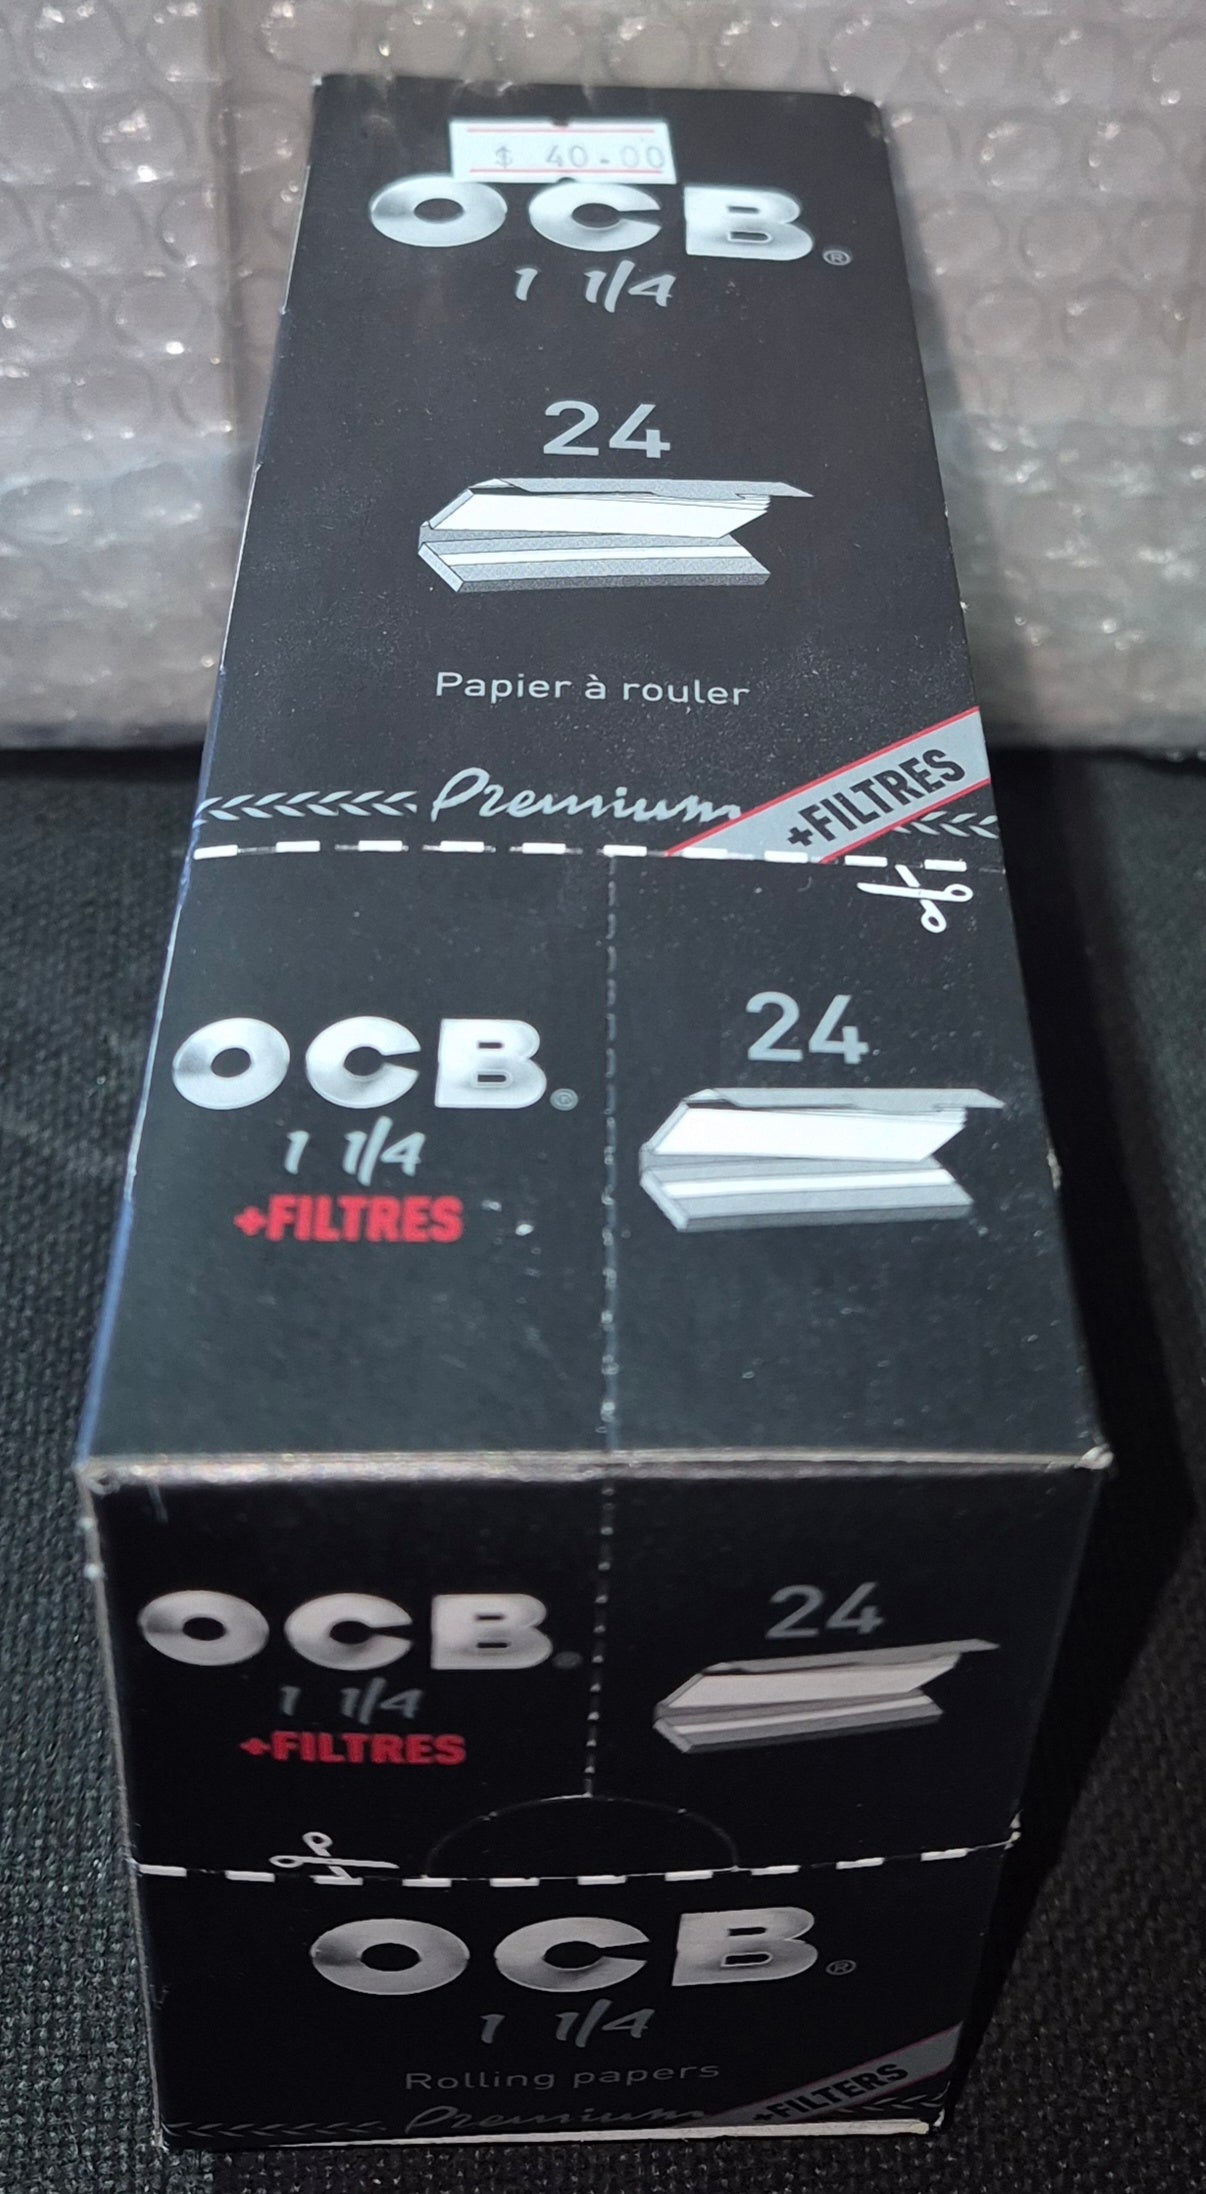 $ 40.00
OCB®
1 1/4
24
Papier à rouler
Premium
+FILTRES
OCB®
1 1/4
+FILTRES
24
OCB®
1 1/4
+FILTRES
24
OCB®
1 1/4
Rolling papers
Premium
+FILTERS